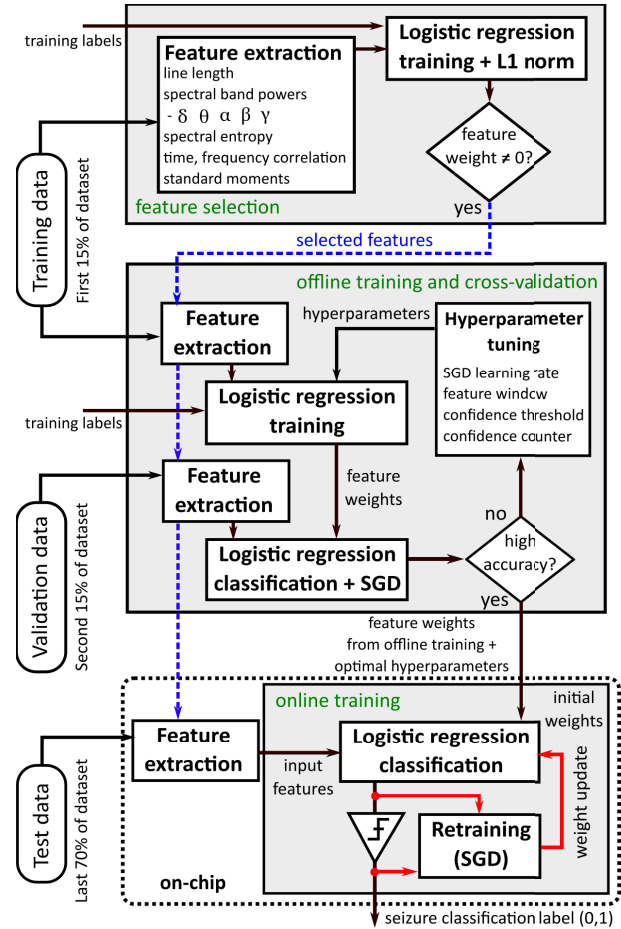 training labels
Feature extraction
line length
spectral band powers
- δ θ α β γ
spectral entropy
time, frequency correlation
standard moments
Logistic regression
training + L1 norm
feature
weight ≠ 0?
yes
feature selection
Training data
First 15% of dataset
selected features
offline training and cross-validation
Feature
extraction
hyperparameters
Hyperparameter
tuning
SGD learning rate
feature window
confidence threshold
confidence counter
training labels
Logistic regression
training
Feature
extraction
feature
weights
Logistic regression
classification + SGD
no
high
accuracy?
yes
Validation data
Second 15% of dataset
feature weights
from offline training +
optimal hyperparameters
online training
initial
weights
Feature
extraction
input
features
Logistic regression
classification
Retraining
(SGD)
weight update
Test data
Last 70% of dataset
on-chip
seizure classification label (0,1)